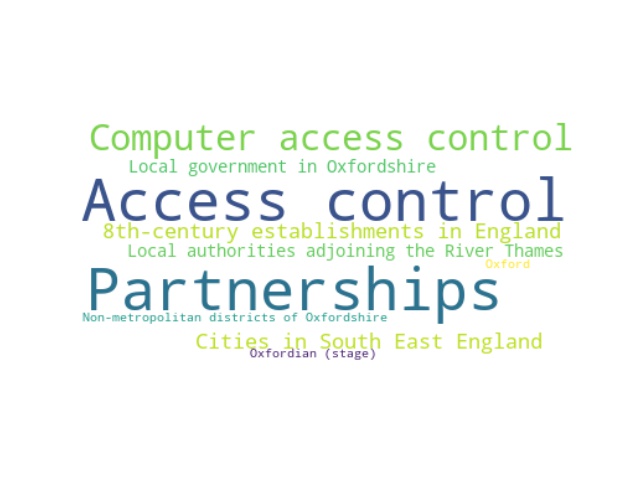 Computer access control
Local government in Oxfordshire
Access control
8th-century establishments in England
Local authorities adjoining the River Thames
Oxford
Partnerships
Non-metropolitan districts of Oxfordshire
Cities in South East England
Oxfordian (stage)